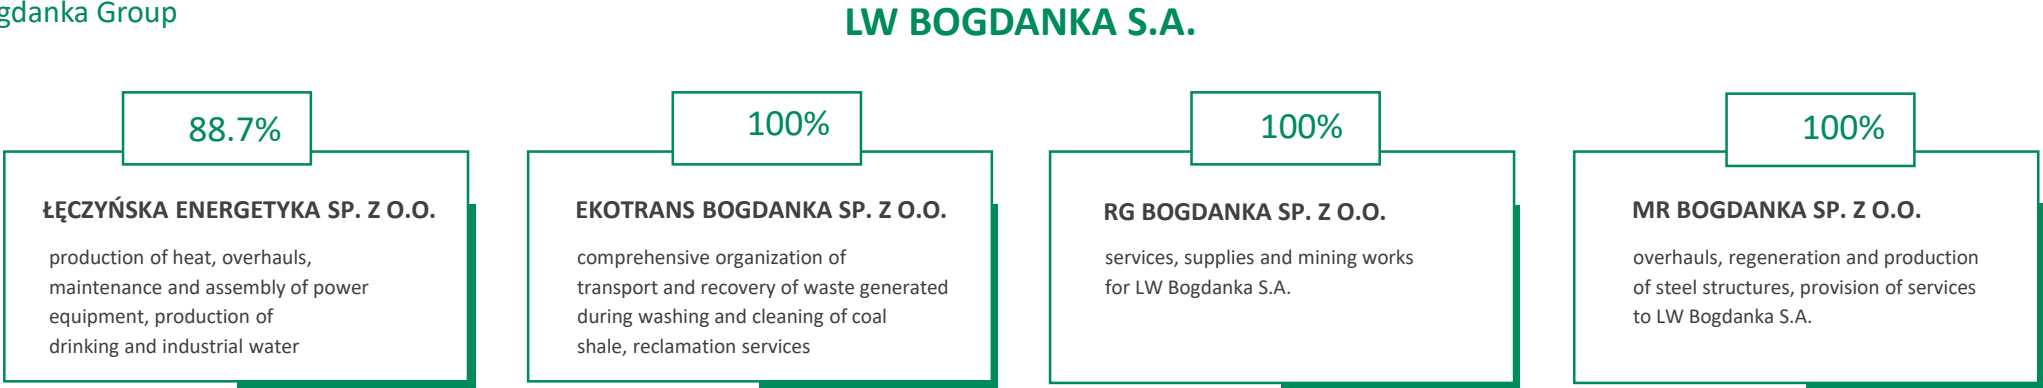 gdanka Group
LW BOGDANKA S.A.
88.7%
ŁĘCZYŃSKA ENERGETYKA SP. Z O.O.
production of heat, overhauls,
maintenance and assembly of power
equipment, production of
drinking and industrial water
100%
EKOTRANS BOGDANKA SP. Z O.O.
comprehensive organization of
transport and recovery of waste generated
during washing and cleaning of coal
shale, reclamation services
100%
RG BOGDANKA SP. Z O.O.
services, supplies and mining works
for LW Bogdanka S.A.
100%
MR BOGDANKA SP. Z O.O.
overhauls, regeneration and production
of steel structures, provision of services
to LW Bogdanka S.A.